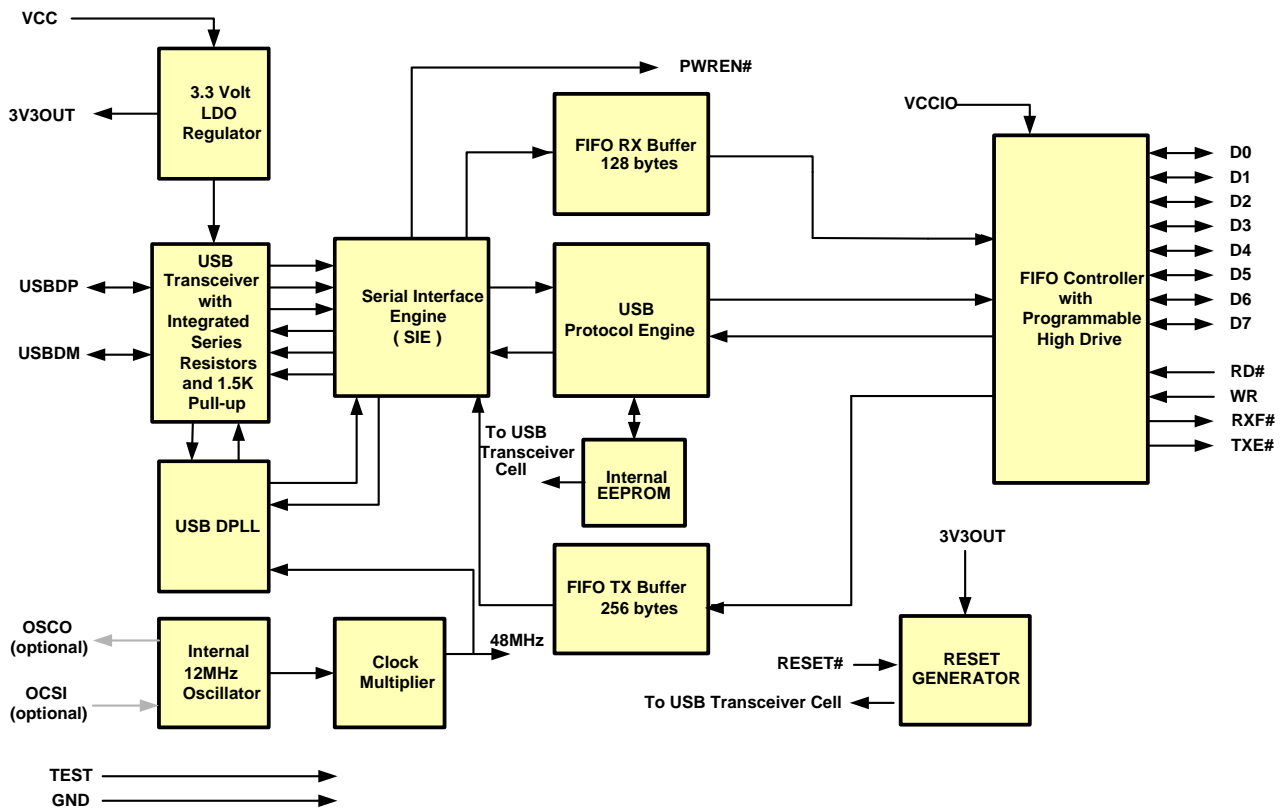 VCC
3.3 Volt
LDO
Regulator
3V3OUT
PWREN#
FIFO RX Buffer
128 bytes
VCCIO
D0
D1
D2
D3
D4
D5
D6
D7
RD#
WR
RXF#
TXE#
FIFO Controller
with
Programmable
High Drive
USBDP
USBDM
USB
Transceiver
with
Integrated
Series
Resistors
and 1.5K
Pull-up
Serial Interface
Engine
( SIE )
USB
Protocol Engine
To USB
Transceiver
Cell
Internal
EEPROM
USB DPLL
FIFO TX Buffer
256 bytes
3V3OUT
OSCO
(optional)
OCSI
(optional)
Internal
12MHz
Oscillator
Clock
Multiplier
48MHz
RESET#
RESET
GENERATOR
To USB Transceiver Cell
TEST
GND